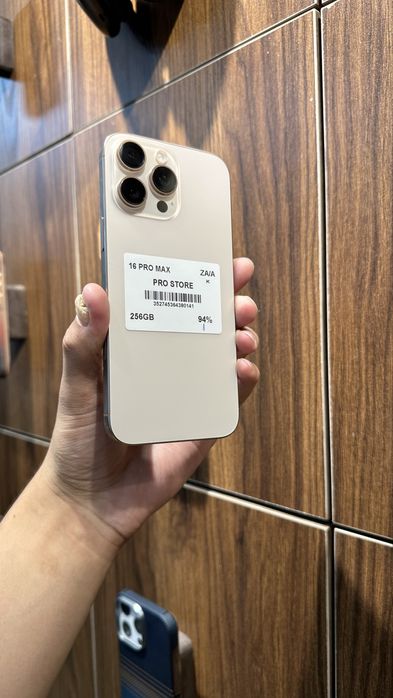 16 PRO MAX ZA/A
K
PRO STORE
352745364380141
256GB 94%